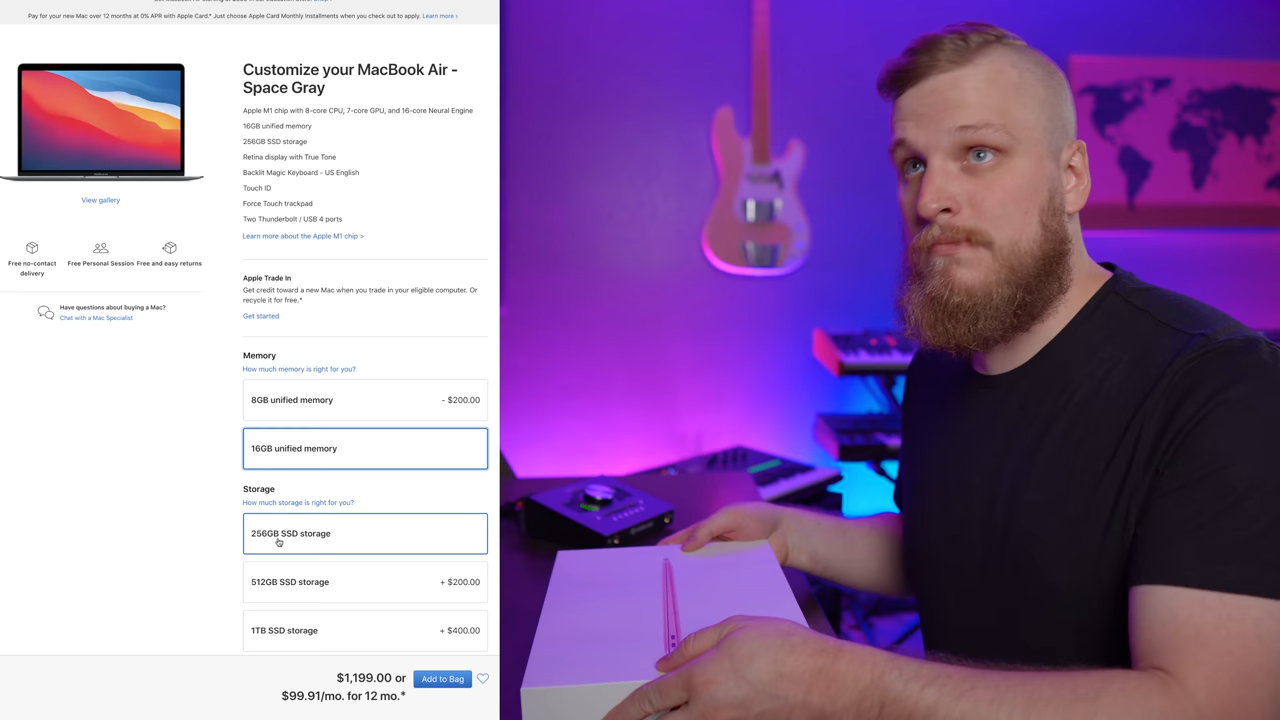 Pay for your new Mac over 12 months at 0% APR with Apple Card.* Just choose Apple Card Monthly Installments when you check out to apply. Learn more >
Customize your MacBook Air -
Space Gray
Apple M1 chip with 8-core CPU, 7-core GPU, and 16-core Neural Engine
16GB unified memory
256GB SSD storage
Retina display with True Tone
Backlit Magic Keyboard - US English
Touch ID
Force Touch trackpad
Two Thunderbolt / USB 4 ports
Learn more about the Apple M1 chip >
View gallery
Free no-contact
delivery
Free Personal Session
Free and easy returns
Have questions about buying a Mac?
Chat with a Mac Specialist
Apple Trade In
Get credit toward a new Mac when you trade in your eligible computer. Or
recycle it for free.*
Get started
Memory
How much memory is right for you?
8GB unified memory - $200.00
16GB unified memory
Storage
How much storage is right for you?
256GB SSD storage
512GB SSD storage + $200.00
1TB SSD storage + $400.00
$1,199.00 or
$99.91/mo. for 12 mo.*
Add to Bag